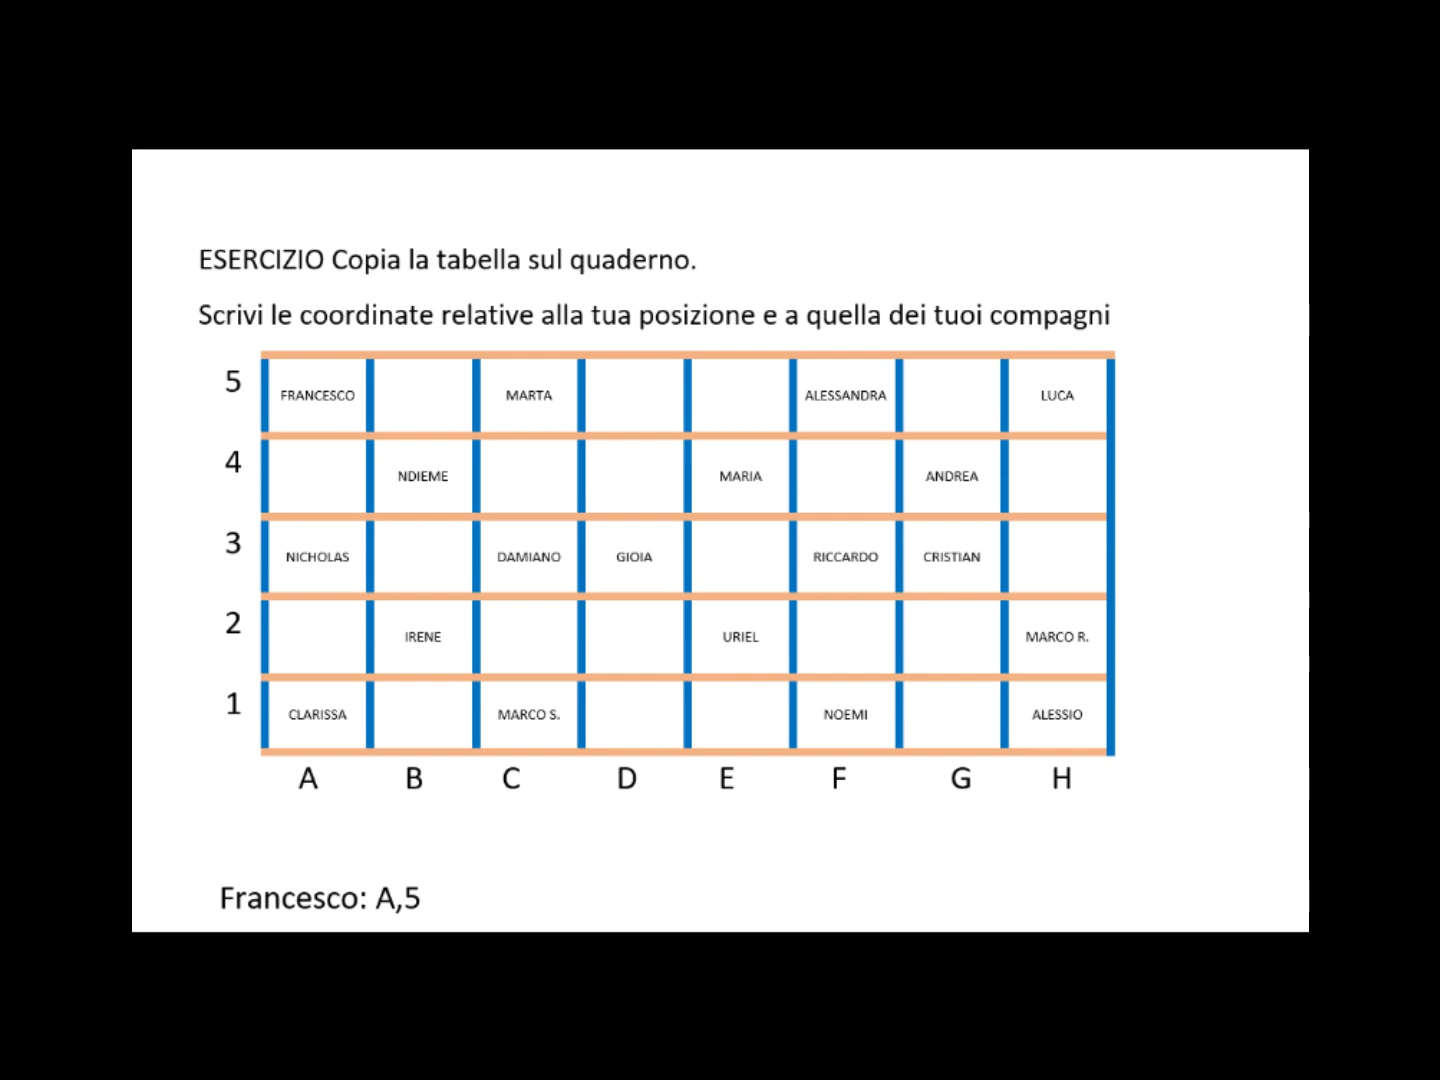 ESERCIZIO Copia la tabella sul quaderno.
Scrivi le coordinate relative alla tua posizione e a quella dei tuoi compagni
5 FRANCESCO MARTA ALESSANDRA LUCA
4 NDIEME MARIA ANDREA
3 NICHOLAS DAMIANO GIOIA RICCARDO CRISTIAN
2 IRENE URIEL MARCO R.
1 CLARISSA MARCO S. NOEMI ALESSIO
A B C D E F G H
Francesco: A,5